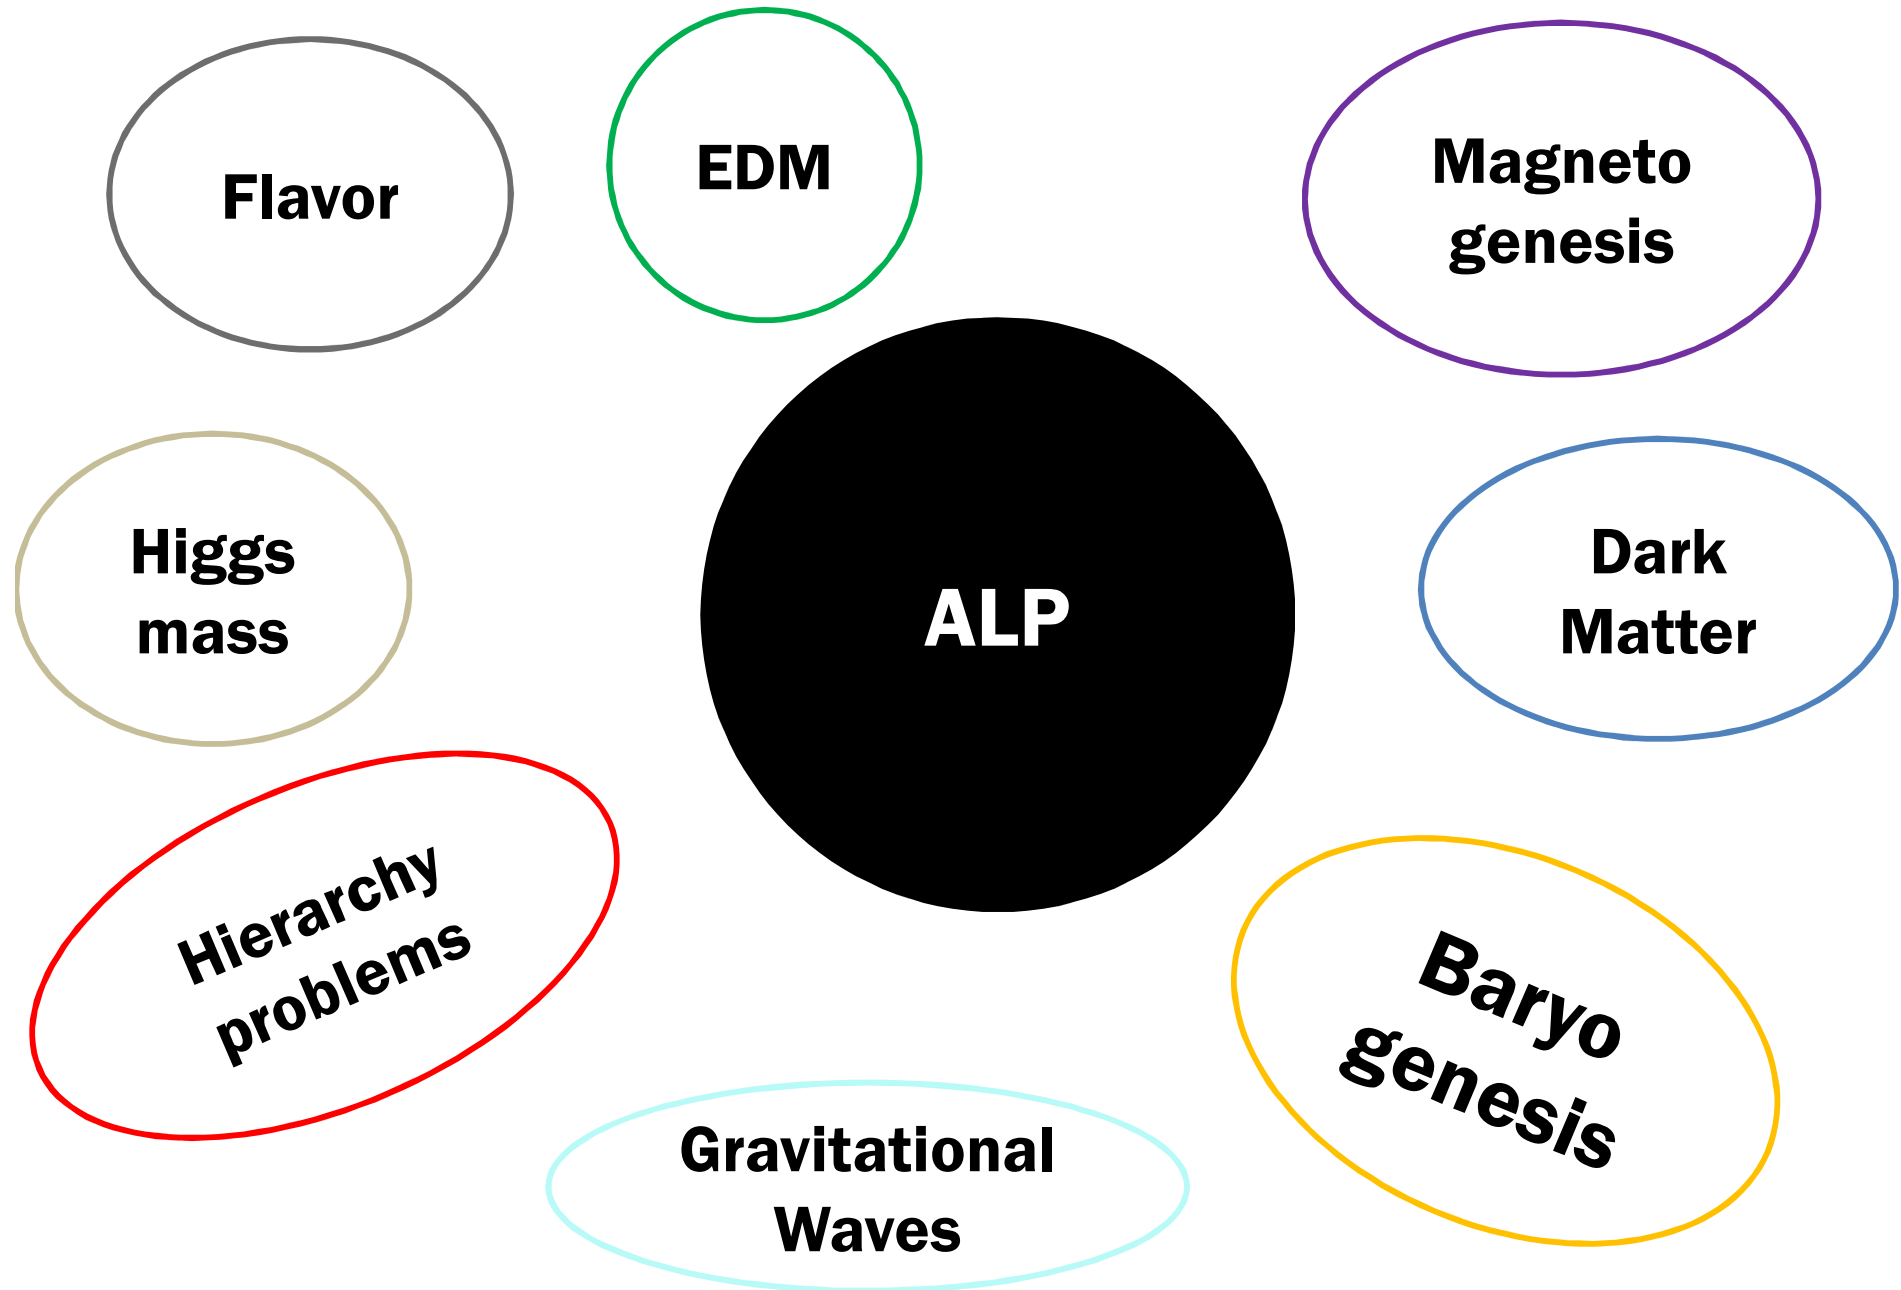 Flavor
EDM
Magneto
genesis
Higgs
mass
ALP
Dark
Matter
Hierarchy
problems
Baryo
genesis
Gravitational
Waves